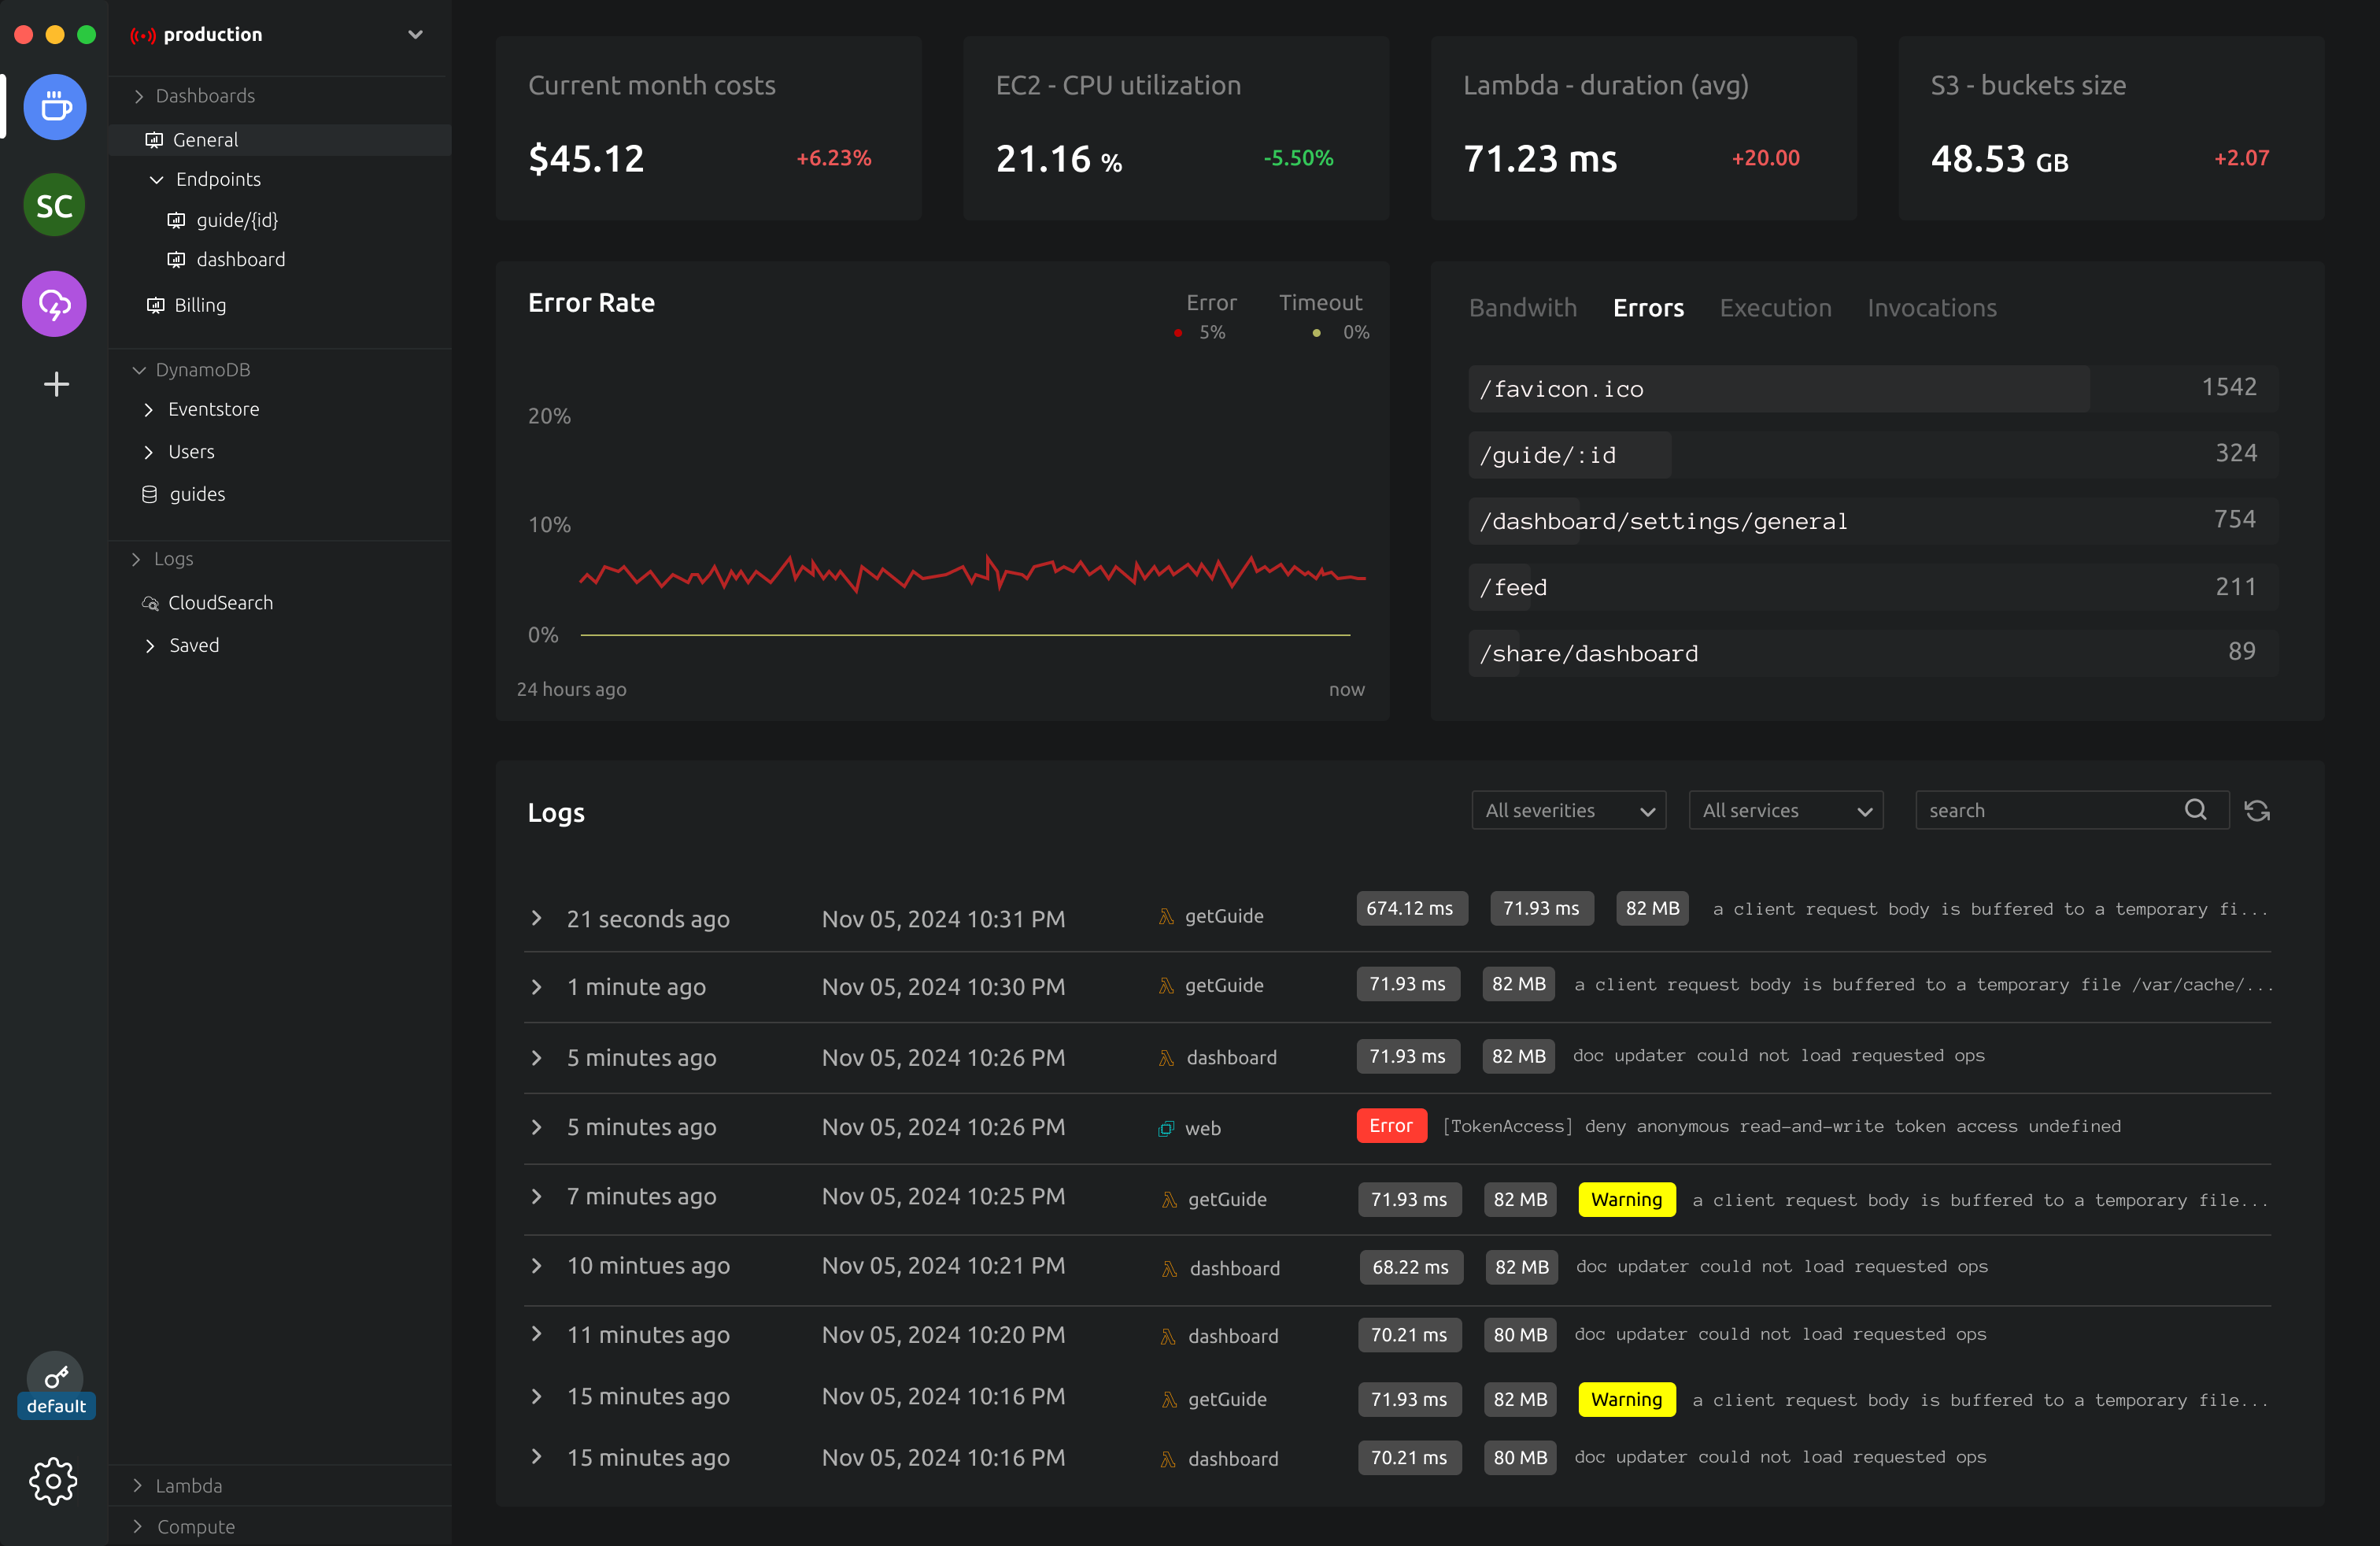 production
Dashboards
General
Endpoints
guide/{id}
dashboard
Billing
DynamoDB
Eventstore
Users
guides
Logs
CloudSearch
Saved
SC
default
Lambda
Compute
Current month costs
$45.12 +6.23%
EC2 - CPU utilization
21.16 % -5.50%
Lambda - duration (avg)
71.23 ms +20.00
S3 - buckets size
48.53 GB +2.07
Error Rate
Error Timeout
5% 0%
20%
10%
0%
24 hours ago now
Bandwith Errors Execution Invocations
/favicon.ico 1542
/guide/:id 324
/dashboard/settings/general 754
/feed 211
/share/dashboard 89
Logs All severities All services search
21 seconds ago Nov 05, 2024 10:31 PM getGuide 674.12 ms 71.93 ms 82 MB a client request body is buffered to a temporary fi...
1 minute ago Nov 05, 2024 10:30 PM getGuide 71.93 ms 82 MB a client request body is buffered to a temporary file /var/cache/...
5 minutes ago Nov 05, 2024 10:26 PM dashboard 71.93 ms 82 MB doc updater could not load requested ops
5 minutes ago Nov 05, 2024 10:26 PM web Error [TokenAccess] deny anonymous read-and-write token access undefined
7 minutes ago Nov 05, 2024 10:25 PM getGuide 71.93 ms 82 MB Warning a client request body is buffered to a temporary file...
10 mintues ago Nov 05, 2024 10:21 PM dashboard 68.22 ms 82 MB doc updater could not load requested ops
11 minutes ago Nov 05, 2024 10:20 PM dashboard 70.21 ms 80 MB doc updater could not load requested ops
15 minutes ago Nov 05, 2024 10:16 PM getGuide 71.93 ms 82 MB Warning a client request body is buffered to a temporary file...
15 minutes ago Nov 05, 2024 10:16 PM dashboard 70.21 ms 80 MB doc updater could not load requested ops